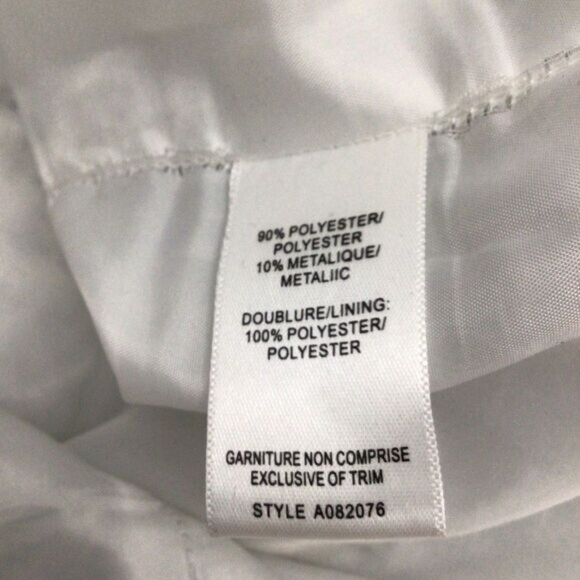 90% POLYESTER/
POLYESTER
10% METALIQUE/
METALIIC
DOUBLURE/LINING:
100% POLYESTER/
POLYESTER
GARNITURE NON COMPRISE
EXCLUSIVE OF TRIM
STYLE A082076